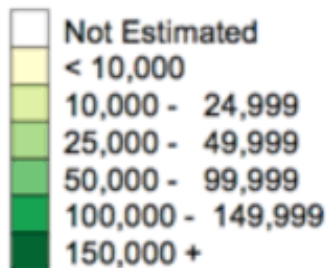 Not Estimated
< 10,000
10,000 - 24,999
25,000 - 49,999
50,000 - 99,999
100,000 - 149,999
150,000 +